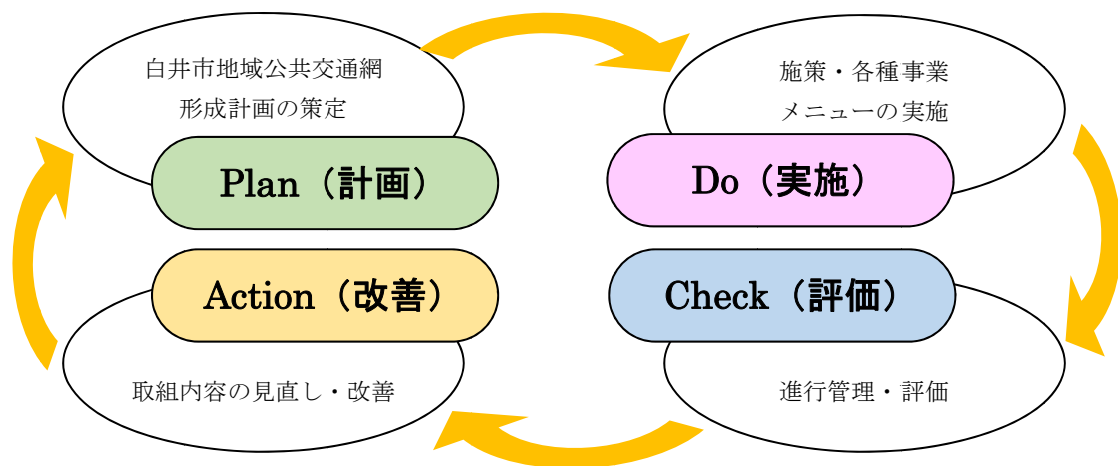 白井市地域公共交通網
形成計画の策定
Plan（計画）
施策・各種事業
メニューの実施
Do（実施）
Action（改善）
取組内容の見直し・改善
Check（評価）
進行管理・評価